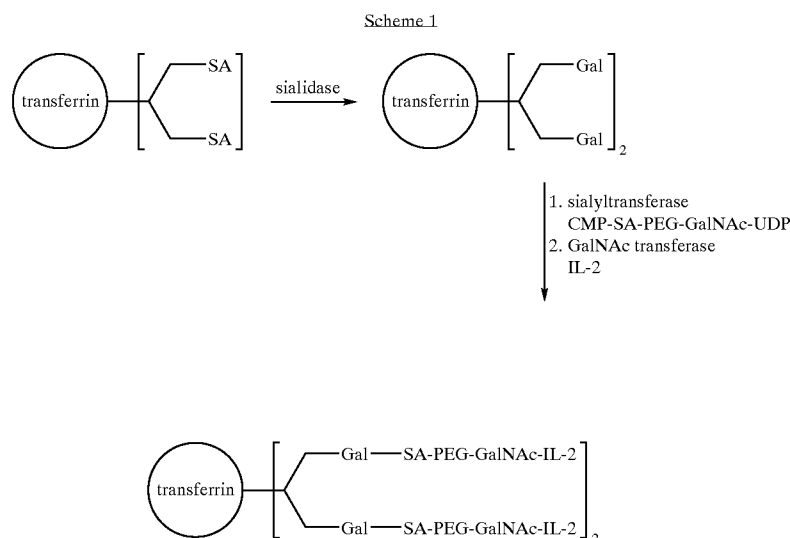 Scheme 1
transferrin
SA
SA
sialidase
transferrin
Gal
Gal
2
1. sialyltransferase
CMP-SA-PEG-GalNAc-UDP
2. GalNAc transferase
IL-2
transferrin
Gal
SA-PEG-GalNAc-IL-2
Gal
SA-PEG-GalNAc-IL-2